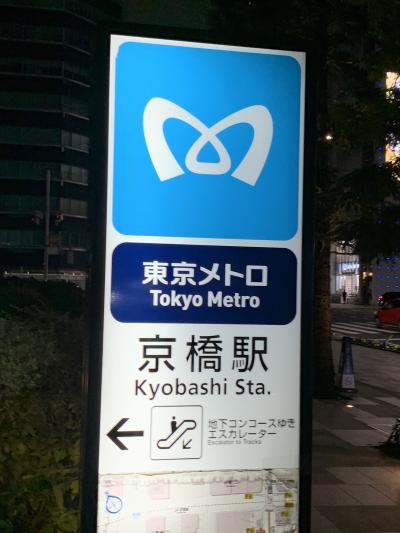 東京メトロ
Tokyo Metro
京橋駅
Kyobashi Sta.
地下コンコースゆき
エスカレーター
Escalator to Tracks